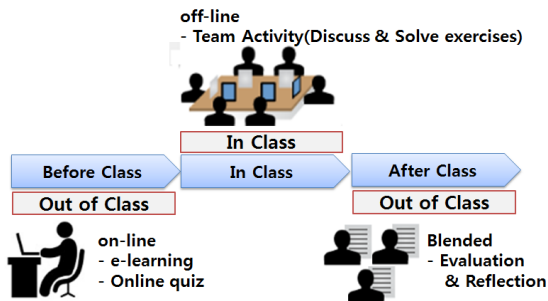 off-line
- Team Activity(Discuss & Solve exercises)
In Class
Before Class
In Class
After Class
Out of Class
Out of Class
on-line
- e-learning
- Online quiz
Blended
- Evaluation
& Reflection